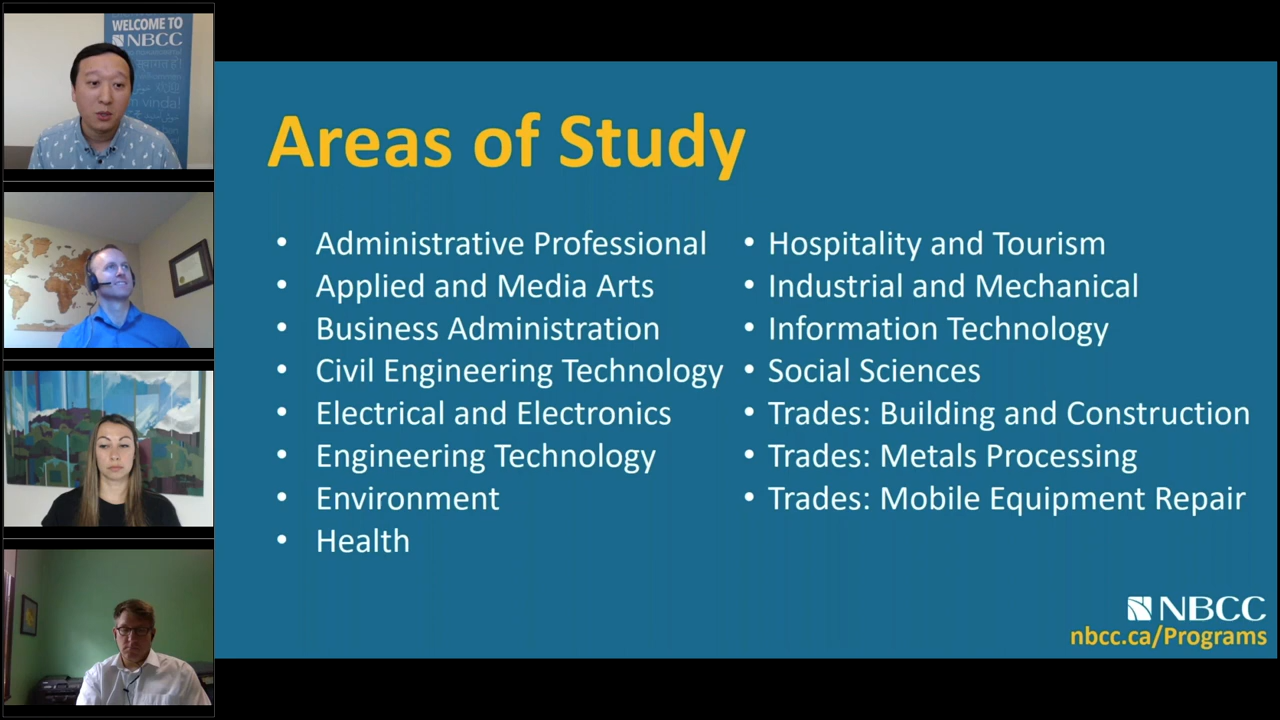 WELCOME TO
NBCC
Areas of Study
• Administrative Professional
• Applied and Media Arts
• Business Administration
• Civil Engineering Technology
• Electrical and Electronics
• Engineering Technology
• Environment
• Health
• Hospitality and Tourism
• Industrial and Mechanical
• Information Technology
• Social Sciences
• Trades: Building and Construction
• Trades: Metals Processing
• Trades: Mobile Equipment Repair
NBCC
nbcc.ca/Programs